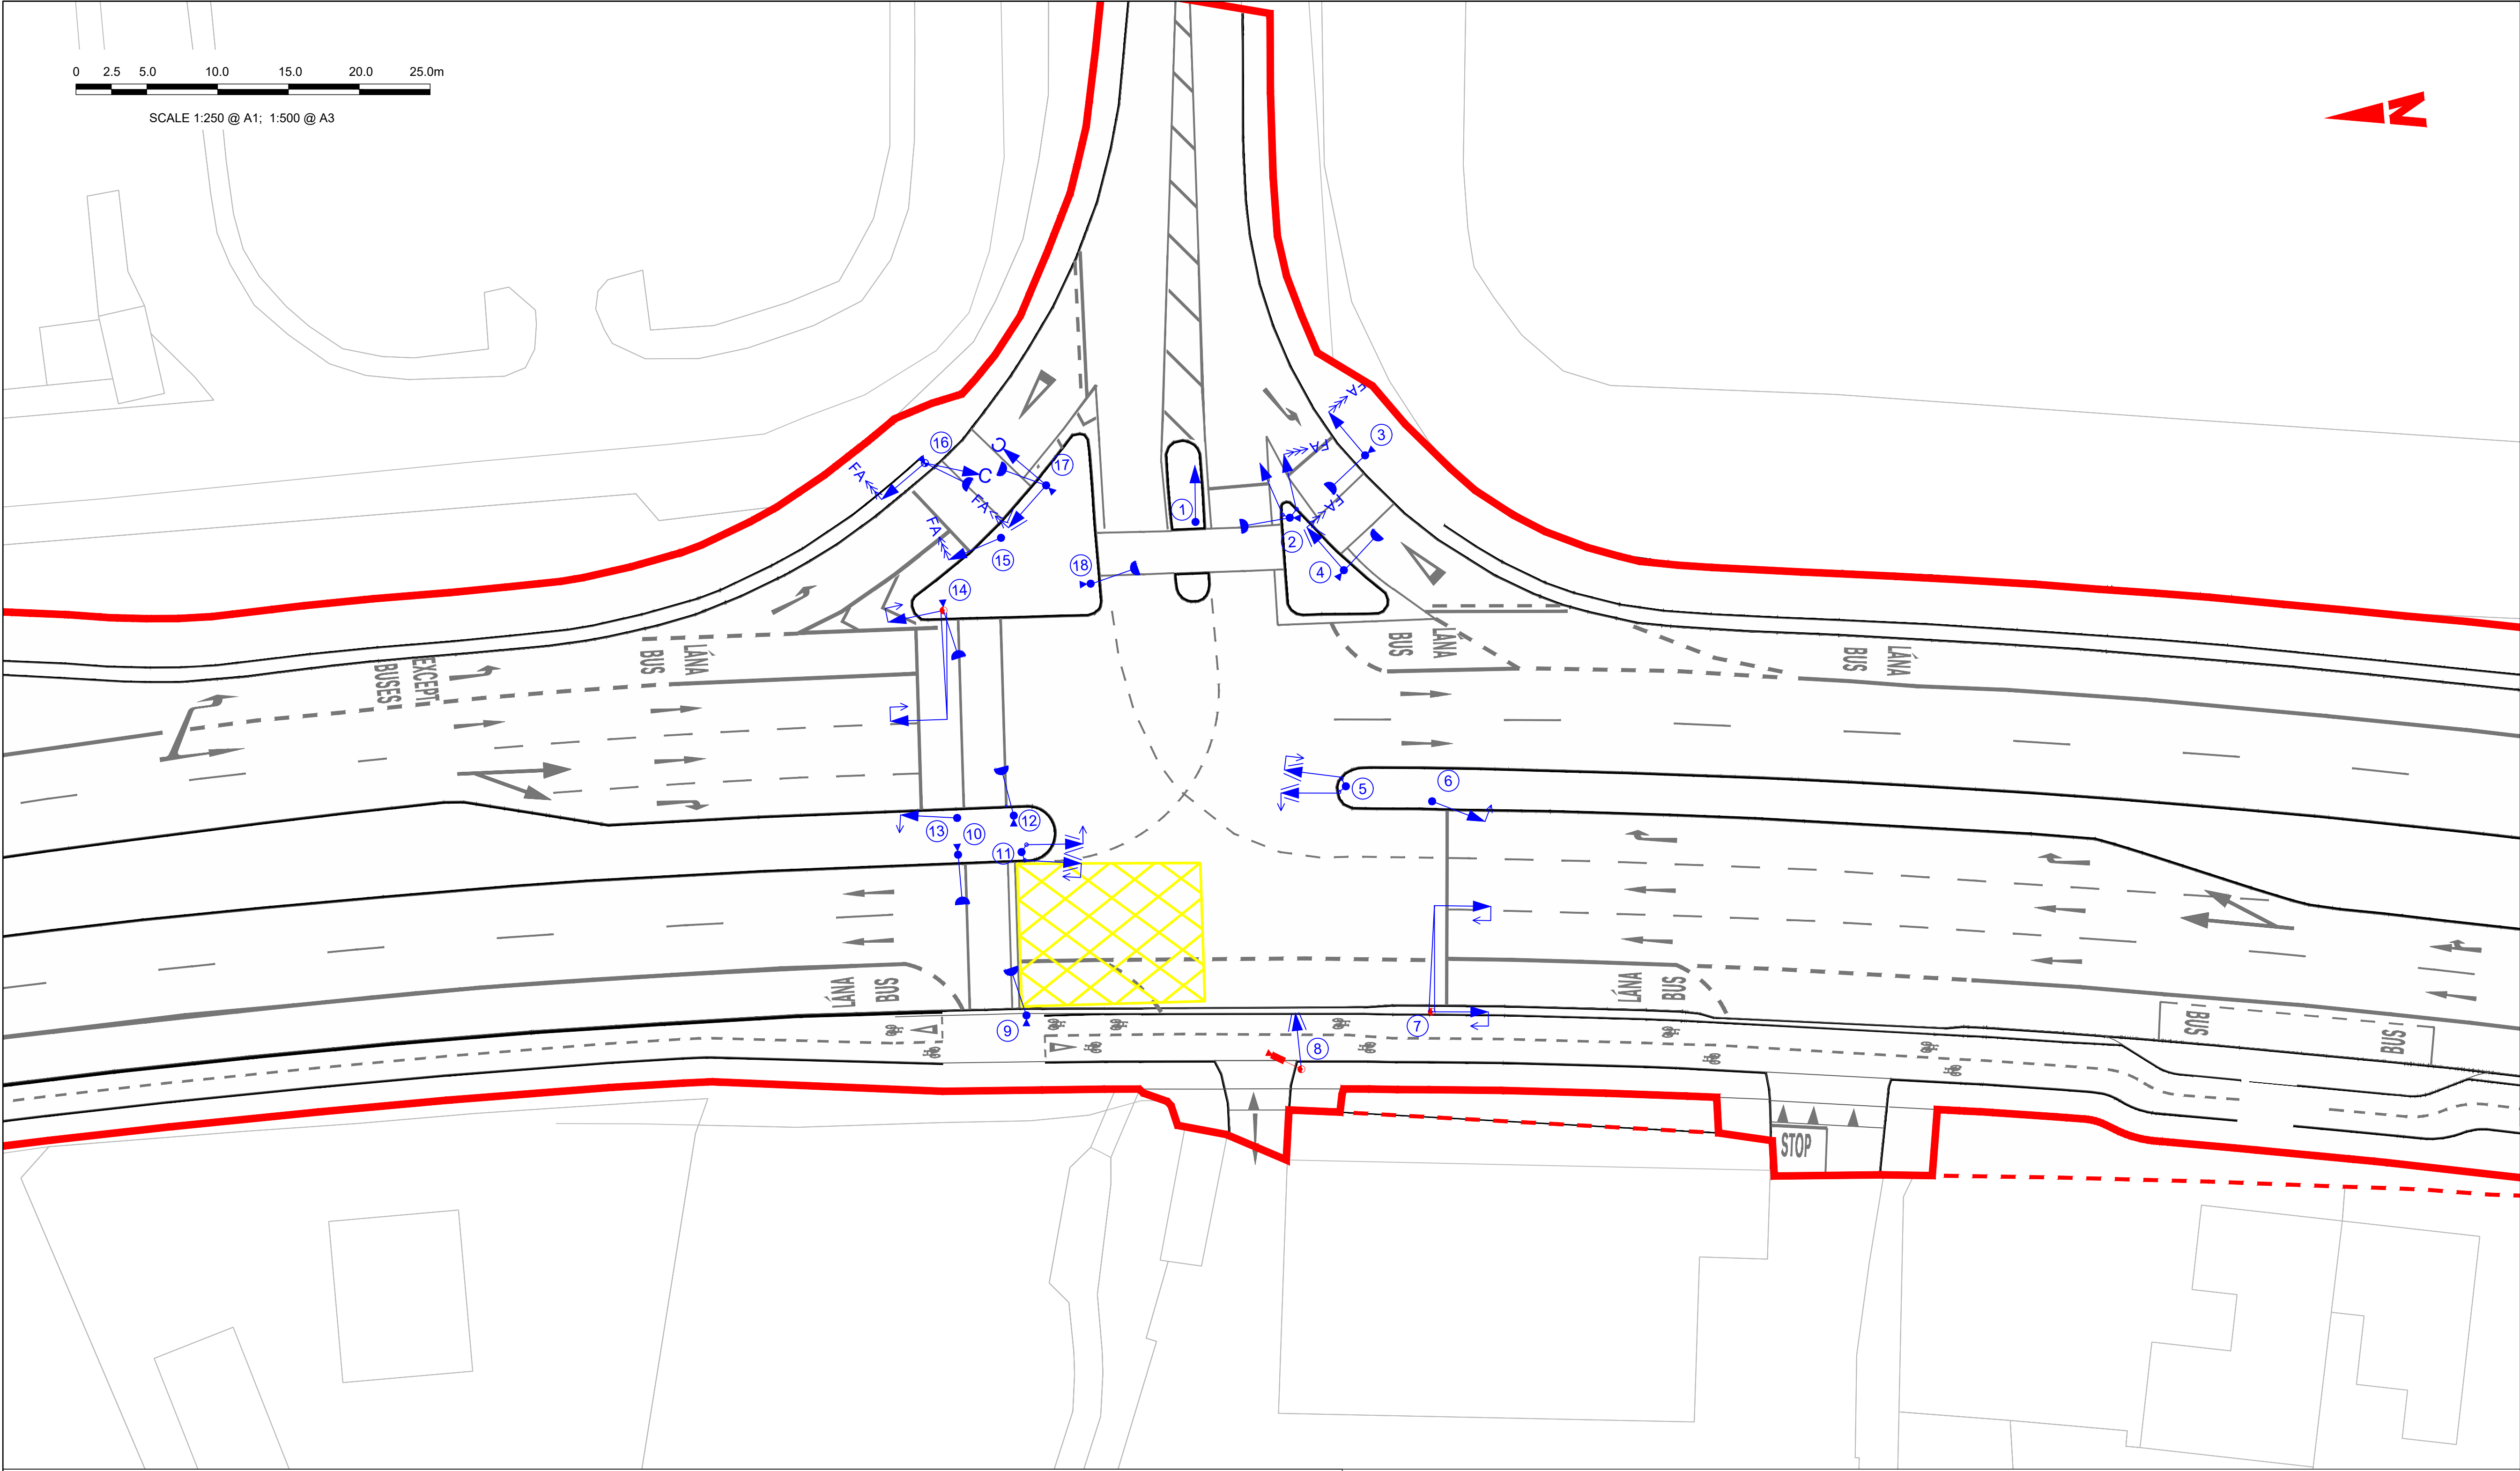 0 2.5 5.0 10.0 15.0 20.0 25.0m
SCALE 1:250 @ A1; 1:500 @ A3
N
FA
3
16
C
17
FA
FA
C
FA
1
FA
FA
2
15
18
4
14
LÁNA
BUS
LÁNA
BUS
LÁNA
BUS
EXCEPT
BUSES
6
5
12
13
10
11
LÁNA
BUS
LÁNA
BUS
9
7
8
BUS
BUS
STOP